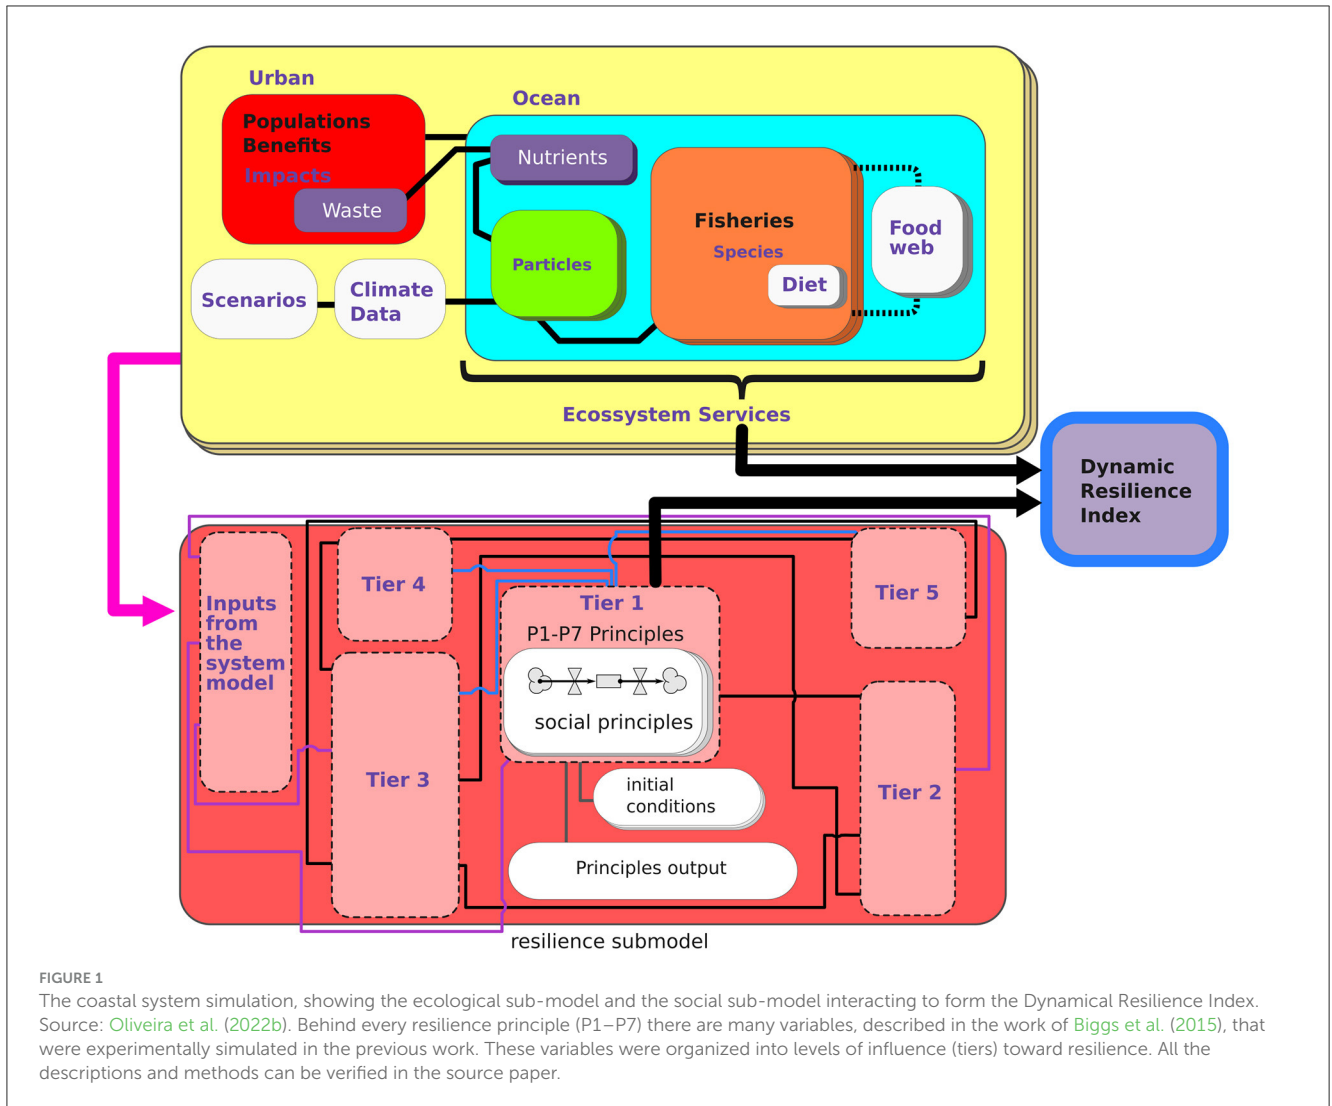 Urban
Populations
Benefits
Impacts
Waste
Ocean
Nutrients
Particles
Fisheries
Species
Diet
Food
web
Scenarios
Climate
Data
Ecosystem Services
Dynamic
Resilience
Index
Inputs
from
the
system
model
Tier 4
Tier 3
Tier 1
P1-P7 Principles
social principles
initial
conditions
Principles output
Tier 5
Tier 2
resilience submodel
FIGURE 1
The coastal system simulation, showing the ecological sub-model and the social sub-model interacting to form the Dynamical Resilience Index.
Source: Oliveira et al. (2022b). Behind every resilience principle (P1–P7) there are many variables, described in the work of Biggs et al. (2015), that
were experimentally simulated in the previous work. These variables were organized into levels of influence (tiers) toward resilience. All the
descriptions and methods can be verified in the source paper.